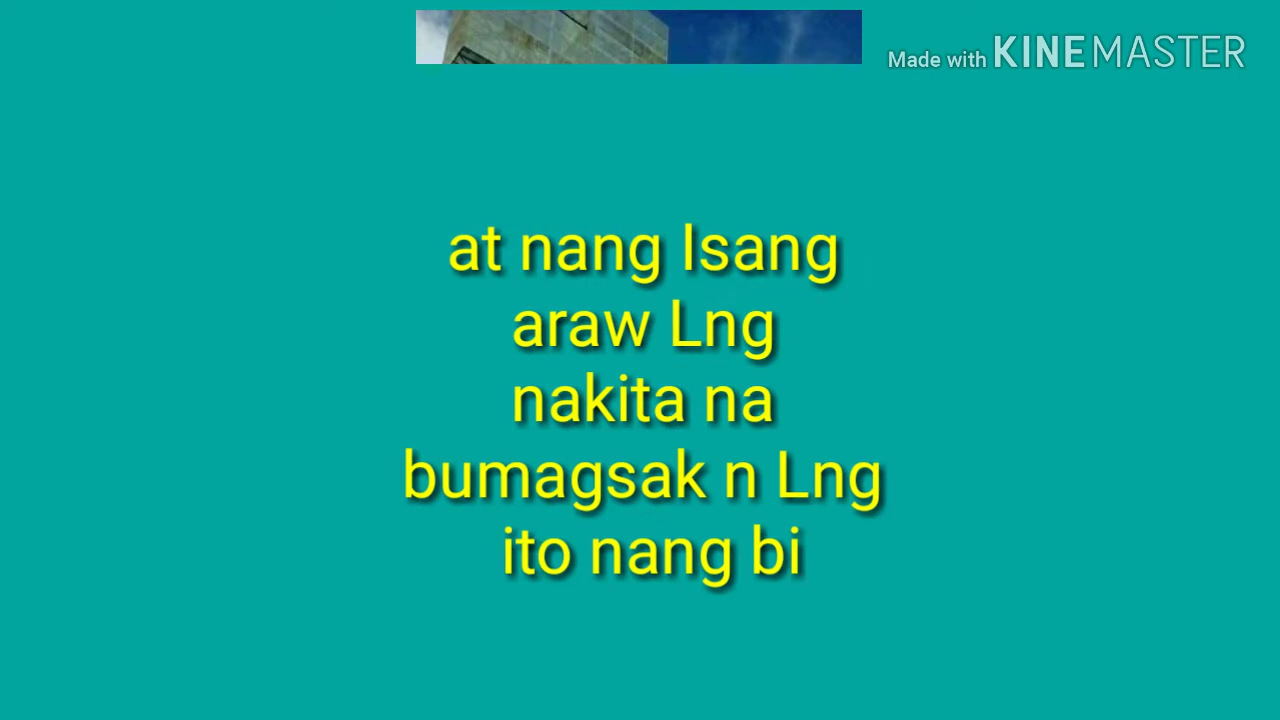 Made with KINEMASTER
at nang Isang
araw Lng
nakita na
bumagsak n Lng
ito nang bi